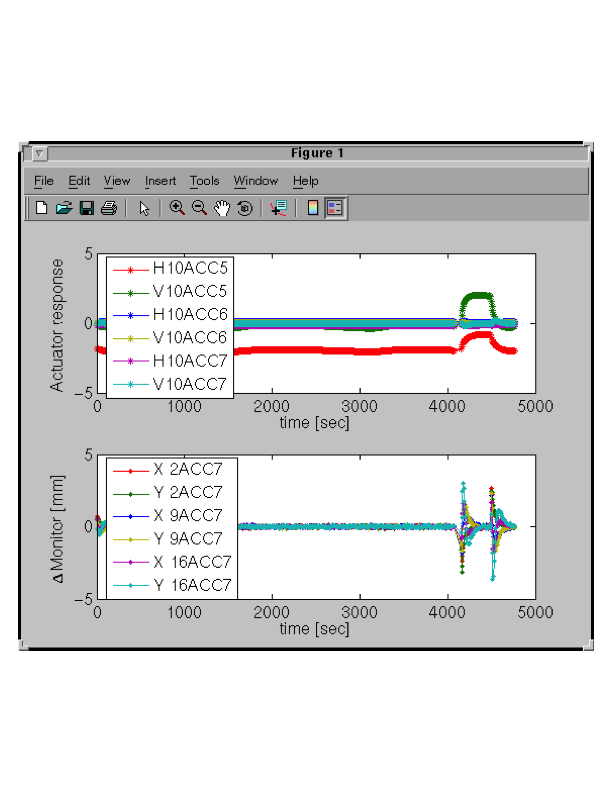 Figure 1
File Edit View Insert Tools Window Help
Actuator response
5
0
−5
H10ACC5
V10ACC5
H10ACC6
V10ACC6
H10ACC7
V10ACC7
0 1000 2000 3000 4000 5000
time [sec]
Δ Monitor [mm]
5
0
−5
X 2ACC7
Y 2ACC7
X 9ACC7
Y 9ACC7
X 16ACC7
Y 16ACC7
0 1000 2000 3000 4000 5000
time [sec]